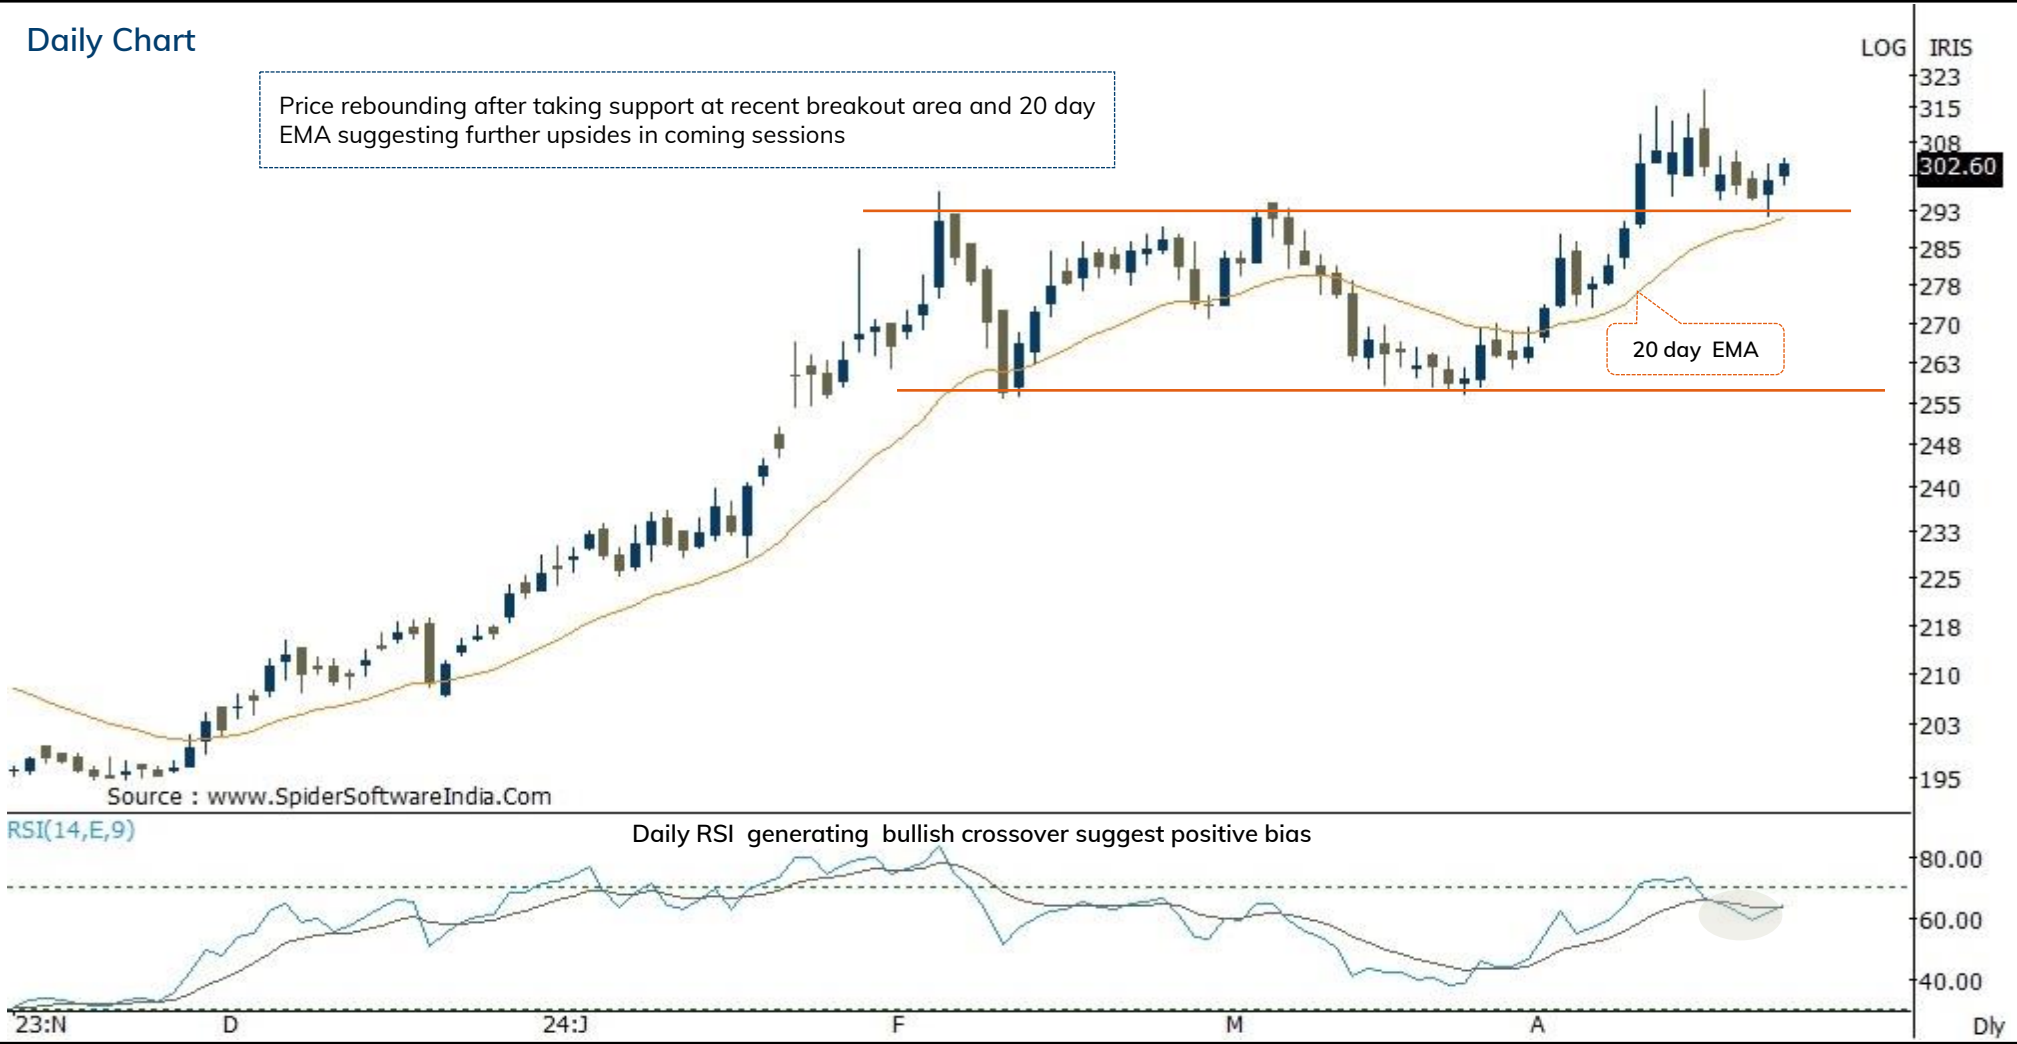 Daily Chart
LOG IRIS
Price rebounding after taking support at recent breakout area and 20 day
EMA suggesting further upsides in coming sessions
323
315
308
302.60
293
285
278
270
20 day EMA
263
255
248
240
233
225
218
210
203
195
Source : www.SpiderSoftwareIndia.Com
RSI(14,E,9)
Daily RSI generating bullish crossover suggest positive bias
80.00
60.00
40.00
23:N D 24:J F M A Dly